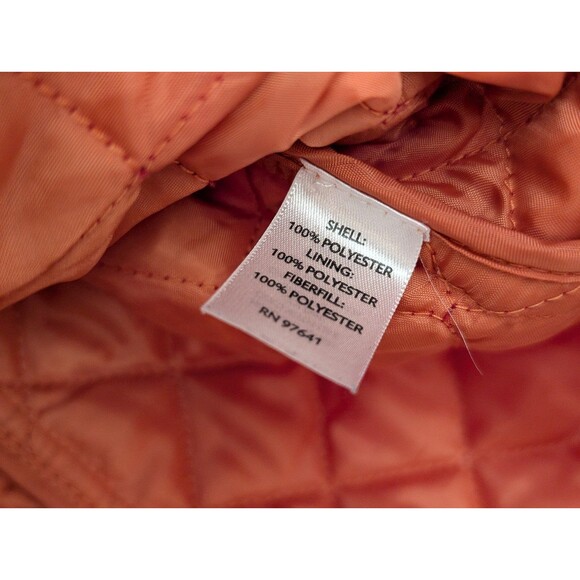 SHELL:
100% POLYESTER
LINING:
100% POLYESTER
FIBERFILL:
100% POLYESTER
RN 97641